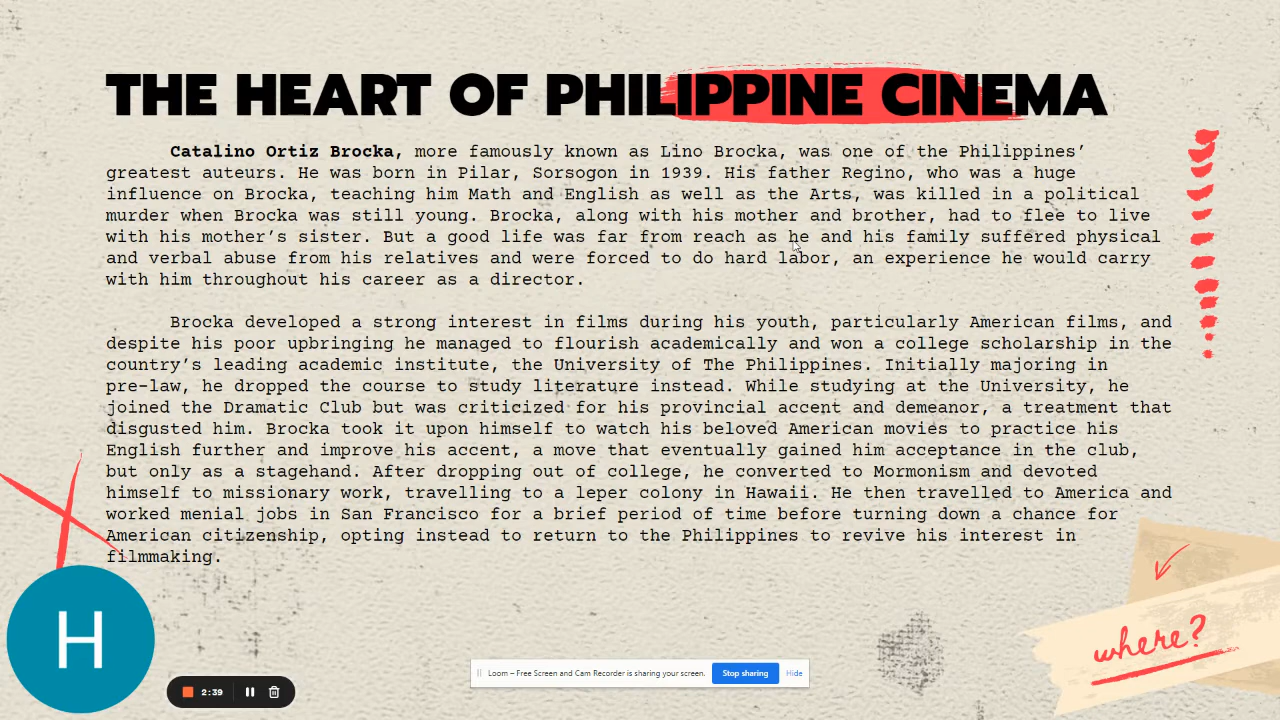 THE HEART OF PHILIPPINE CINEMA
Catalino Ortiz Brocka, more famously known as Lino Brocka, was one of the Philippines’
greatest auteurs. He was born in Pilar, Sorsogon in 1939. His father Regino, who was a huge
influence on Brocka, teaching him Math and English as well as the Arts, was killed in a political
murder when Brocka was still young. Brocka, along with his mother and brother, had to flee to live
with his mother’s sister. But a good life was far from reach as he and his family suffered physical
and verbal abuse from his relatives and were forced to do hard labor, an experience he would carry
with him throughout his career as a director.
Brocka developed a strong interest in films during his youth, particularly American films, and
despite his poor upbringing he managed to flourish academically and won a college scholarship in the
country’s leading academic institute, the University of The Philippines. Initially majoring in
pre-law, he dropped the course to study literature instead. While studying at the University, he
joined the Dramatic Club but was criticized for his provincial accent and demeanor, a treatment that
disgusted him. Brocka took it upon himself to watch his beloved American movies to practice his
English further and improve his accent, a move that eventually gained him acceptance in the club,
but only as a stagehand. After dropping out of college, he converted to Mormonism and devoted
himself to missionary work, travelling to a leper colony in Hawaii. He then travelled to America and
worked menial jobs in San Francisco for a brief period of time before turning down a chance for
American citizenship, opting instead to return to the Philippines to revive his interest in
filmmaking.
where?
H
2:39
Loom – Free Screen and Cam Recorder is sharing your screen. Stop sharing Hide